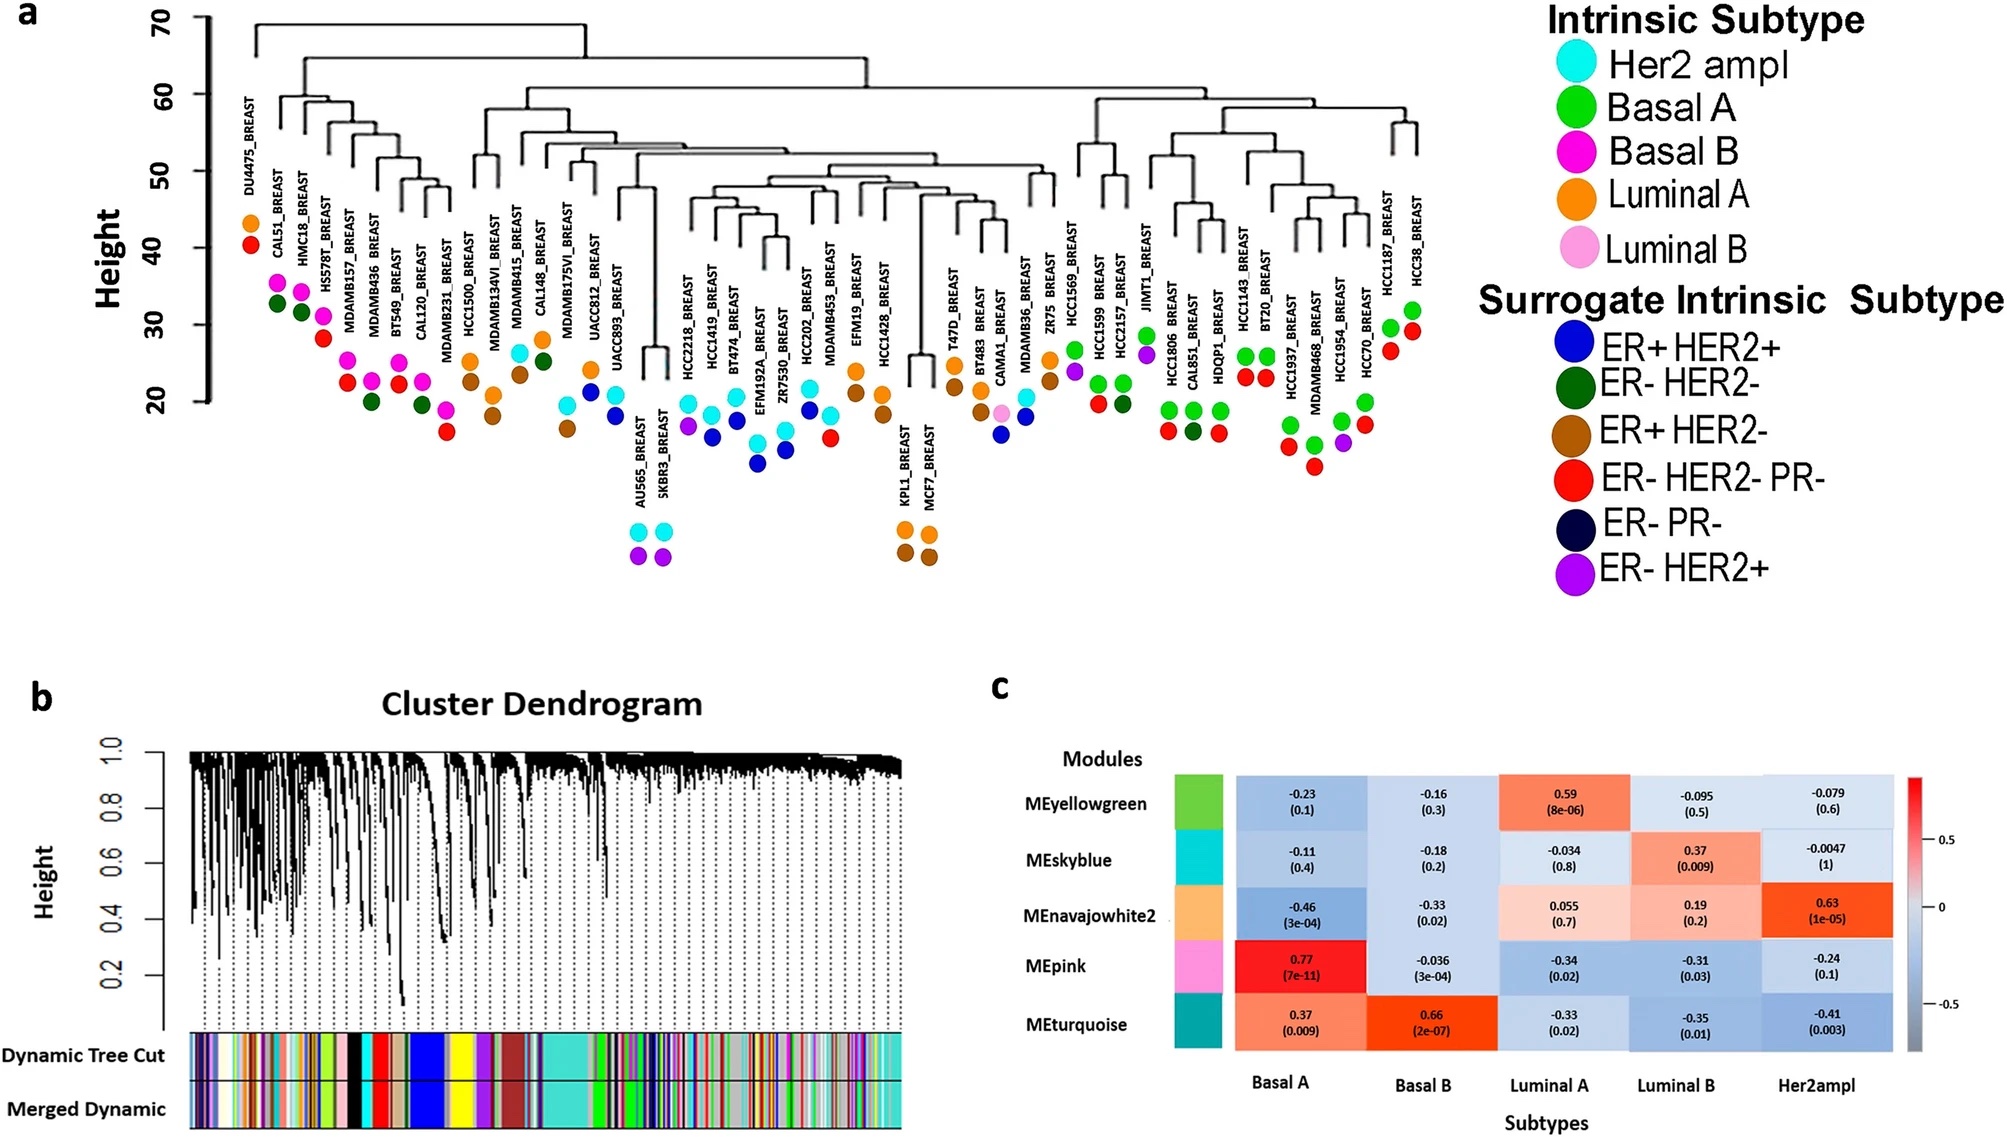 a
70
60
50
40
30
20
Height
DU4475_BREAST
CAL51_BREAST
HMC18_BREAST
HS578T_BREAST
MDAMB157_BREAST
MDAMB436_BREAST
BT549_BREAST
CAL120_BREAST
MDAMB231_BREAST
HCC1500_BREAST
MDAMB134VI_BREAST
MDAMB415_BREAST
CAL148_BREAST
MDAMB175VI_BREAST
UACC812_BREAST
UACC893_BREAST
AU565_BREAST
SKBR3_BREAST
HCC2218_BREAST
HCC1419_BREAST
BT474_BREAST
EFM192A_BREAST
ZR7530_BREAST
HCC202_BREAST
MDAMB453_BREAST
EFM19_BREAST
HCC1428_BREAST
KPL1_BREAST
MCF7_BREAST
T47D_BREAST
BT483_BREAST
CAMA1_BREAST
MDAMB36_BREAST
ZR75_BREAST
HCC1569_BREAST
HCC1599_BREAST
HCC2157_BREAST
JIMT1_BREAST
HCC1806_BREAST
CAL851_BREAST
HDQP1_BREAST
HCC1143_BREAST
BT20_BREAST
HCC1937_BREAST
MDAMB468_BREAST
HCC1954_BREAST
HCC70_BREAST
HCC1187_BREAST
HCC38_BREAST
Intrinsic Subtype
Her2 ampl
Basal A
Basal B
Luminal A
Luminal B
Surrogate Intrinsic Subtype
ER+ HER2+
ER- HER2-
ER+ HER2-
ER- HER2- PR-
ER- PR-
ER- HER2+
b
Cluster Dendrogram
Height
1.0
0.8
0.6
0.4
0.2
Dynamic Tree Cut
Merged Dynamic
c
Modules
MEyellowgreen
-0.23 -0.16 0.59 -0.095 -0.079
(0.1) (0.3) (8e-06) (0.5) (0.6)
MEskyblue
-0.11 -0.18 -0.034 0.37 -0.0047
(0.4) (0.2) (0.8) (0.009) (1)
MEnavajowhite2
-0.46 -0.33 0.055 0.19 0.63
(3e-04) (0.02) (0.7) (0.2) (1e-05)
MEpink
0.77 -0.036 -0.34 -0.31 -0.24
(7e-11) (3e-04) (0.02) (0.03) (0.1)
MEturquoise
0.37 0.66 -0.33 -0.35 -0.41
(0.009) (2e-07) (0.02) (0.01) (0.003)
Basal A Basal B Luminal A Luminal B Her2ampl
Subtypes
0.5
0
-0.5